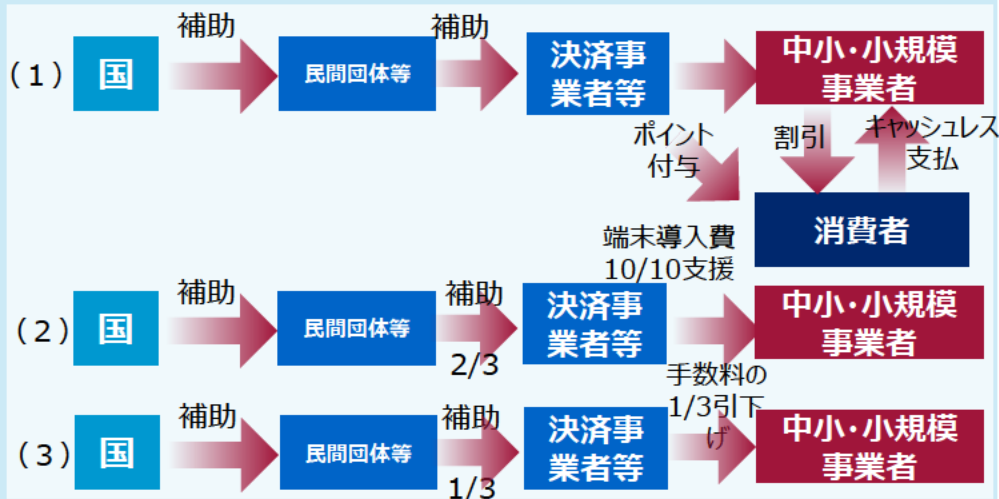 補助
補助
(1)
国
民間団体等
決済事
業者等
中小・小規模
事業者
ポイント
付与
割引
キャッシュレス
支払
消費者
端末導入費
10/10支援
補助
補助
(2)
国
民間団体等
2/3
決済事
業者等
中小・小規模
事業者
手数料の
1/3引下
げ
補助
補助
(3)
国
民間団体等
1/3
決済事
業者等
中小・小規模
事業者